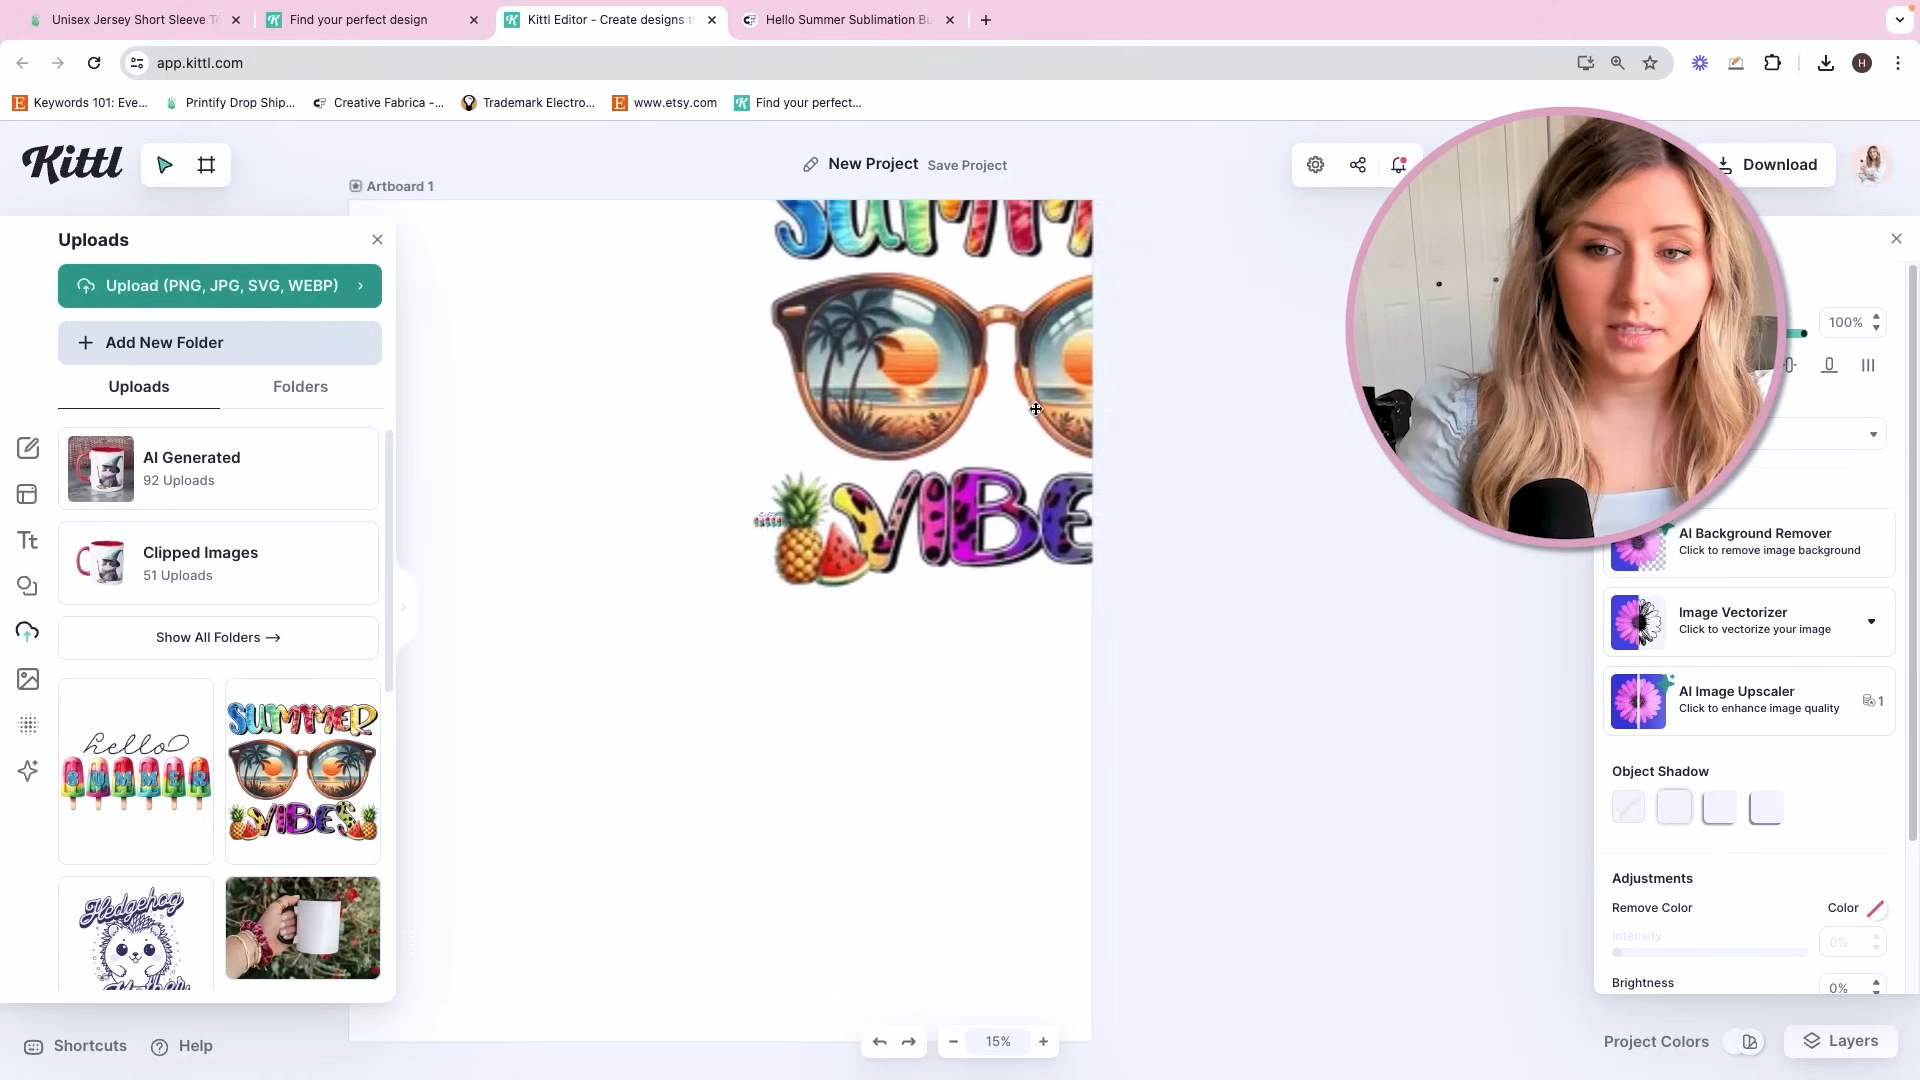 Unisex Jersey Short Sleeve T
Find your perfect design
Kittl Editor - Create designs t
Hello Summer Sublimation Bu
app.kittl.com
Keywords 101: Eve...
Printify Drop Ship...
Creative Fabrica -...
Trademark Electro...
www.etsy.com
Find your perfect...
H
Kittl
New Project
Save Project
Download
Artboard 1
Uploads
Upload (PNG, JPG, SVG, WEBP)
Add New Folder
Uploads
Folders
AI Generated
92 Uploads
Clipped Images
51 Uploads
Show All Folders
hello
SUMMER
SUMMER
VIBES
Hedgehog
Mother
SUMM
VIBE
100%
AI Background Remover
Click to remove image background
Image Vectorizer
Click to vectorize your image
AI Image Upscaler
Click to enhance image quality
1
Object Shadow
Adjustments
Remove Color
Color
Intensity
0%
Brightness
0%
Shortcuts
Help
15%
Project Colors
Layers